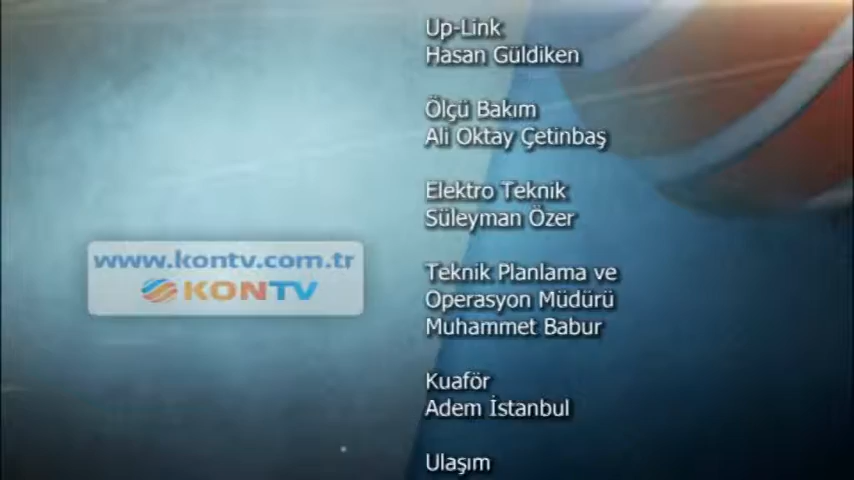 Up-Link
Hasan Güldiken
Ölçü Bakım
Ali Oktay Çetinbaş
Elektro Teknik
Süleyman Özer
www.kontv.com.tr
KONTV
Teknik Planlama ve
Operasyon Müdürü
Muhammet Babur
Kuaför
Adem İstanbul
Ulaşım